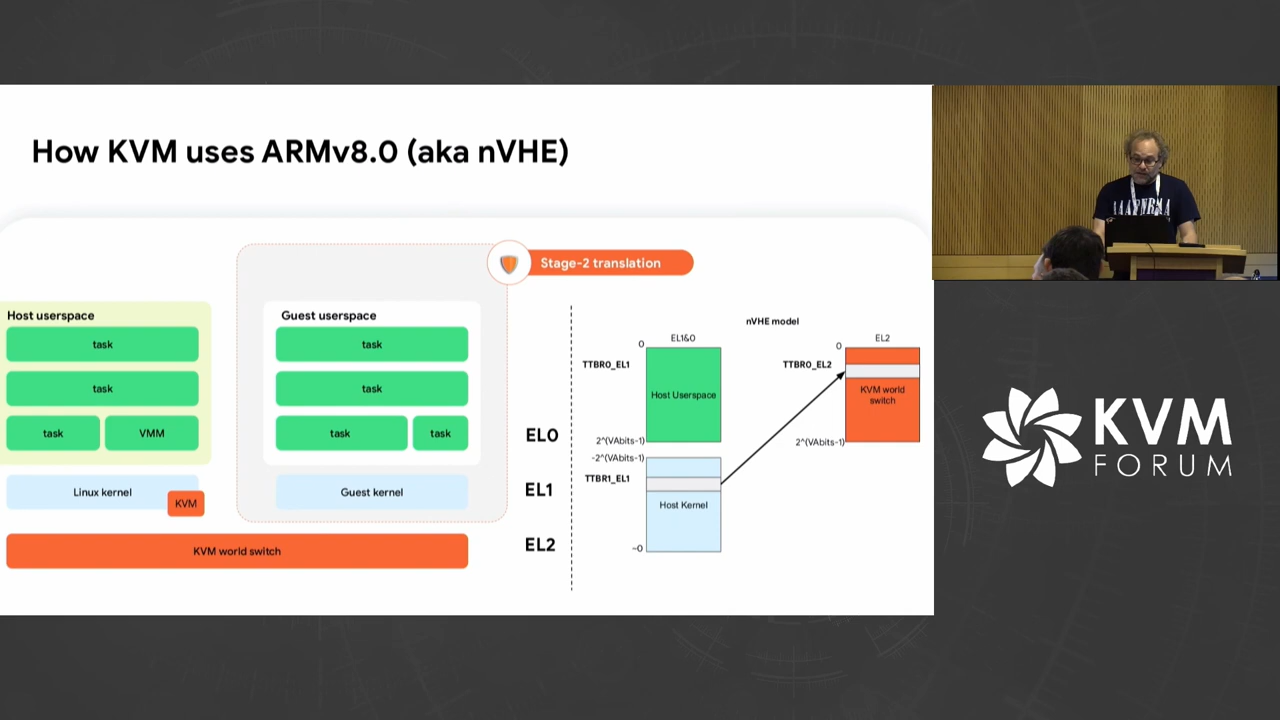 How KVM uses ARMv8.0 (aka nVHE)
Stage-2 translation
Host userspace
task
task
task
VMM
Linux kernel
KVM
Guest userspace
task
task
task
task
Guest kernel
KVM world switch
EL0
EL1
EL2
nVHE model
EL1&0
0
TTBR0_EL1
Host Userspace
2^(VAbits-1)
-2^(VAbits-1)
TTBR1_EL1
Host Kernel
~0
EL2
0
TTBR0_EL2
KVM world
switch
2^(VAbits-1)
KVM
FORUM